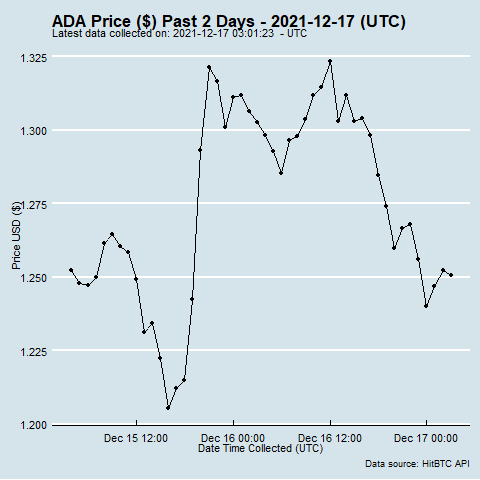 ADA Price ($) Past 2 Days - 2021-12-17 (UTC)
Latest data collected on: 2021-12-17 03:01:23  - UTC
1.325
1.300
1.275
1.250
1.225
1.200
Price USD ($)
Dec 15 12:00 Dec 16 00:00 Dec 16 12:00 Dec 17 00:00
Date Time Collected (UTC)
Data source: HitBTC API